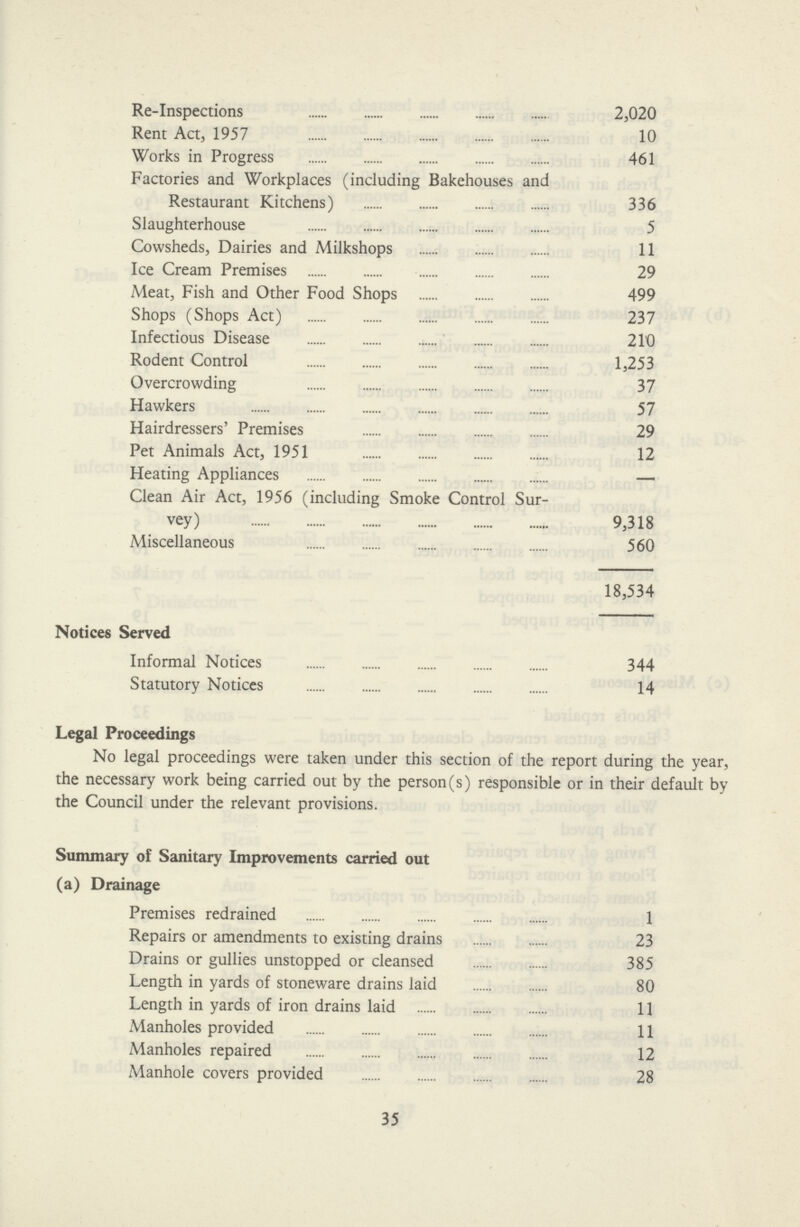 Re-Inspections ...... ...... ...... ...... ...... 2,020
Rent Act, 1957 ...... ...... ...... ...... ...... 10
Works in Progress ...... ...... ...... ...... ...... 461
Factories and Workplaces (including Bakehouses and
Restaurant Kitchens) ...... ...... ...... ...... 336
Slaughterhouse ...... ...... ...... ...... ...... 5
Cowsheds, Dairies and Milkshops ...... ...... ...... 11
Ice Cream Premises ...... ...... ...... ...... ...... 29
Meat, Fish and Other Food Shops ...... ...... ...... 499
Shops (Shops Act) ...... ...... ...... ...... ...... 237
Infectious Disease ...... ...... ...... ...... ...... 210
Rodent Control ...... ...... ...... ...... ...... 1,253
Overcrowding ...... ...... ...... ...... ...... 37
Hawkers ...... ...... ...... ...... ...... ...... 57
Hairdressers' Premises ...... ...... ...... ...... 29
Pet Animals Act, 1951 ...... ...... ...... ...... 12
Heating Appliances ...... ...... ...... ...... ...... —
Clean Air Act, 1956 (including Smoke Control Sur-
vey) ...... ...... ...... ...... ...... ...... 9,318
Miscellaneous ...... ...... ...... ...... ...... 560
18,534
Notices Served
Informal Notices ...... ...... ...... ...... ...... 344
Statutory Notices ...... ...... ...... ...... ...... 14
Legal Proceedings
No legal proceedings were taken under this section of the report during the year,
the necessary work being carried out by the person(s) responsible or in their default by
the Council under the relevant provisions.
Summary of Sanitary Improvements carried out
(a) Drainage
Premises redrained ...... ...... ...... ...... ...... 1
Repairs or amendments to existing drains ...... ...... 23
Drains or gullies unstopped or cleansed ...... ...... 385
Length in yards of stoneware drains laid ...... ...... 80
Length in yards of iron drains laid ...... ...... ...... 11
Manholes provided ...... ...... ...... ...... ...... 11
Manholes repaired ...... ...... ...... ...... ...... 12
Manhole covers provided ...... ...... ...... ...... 28
35